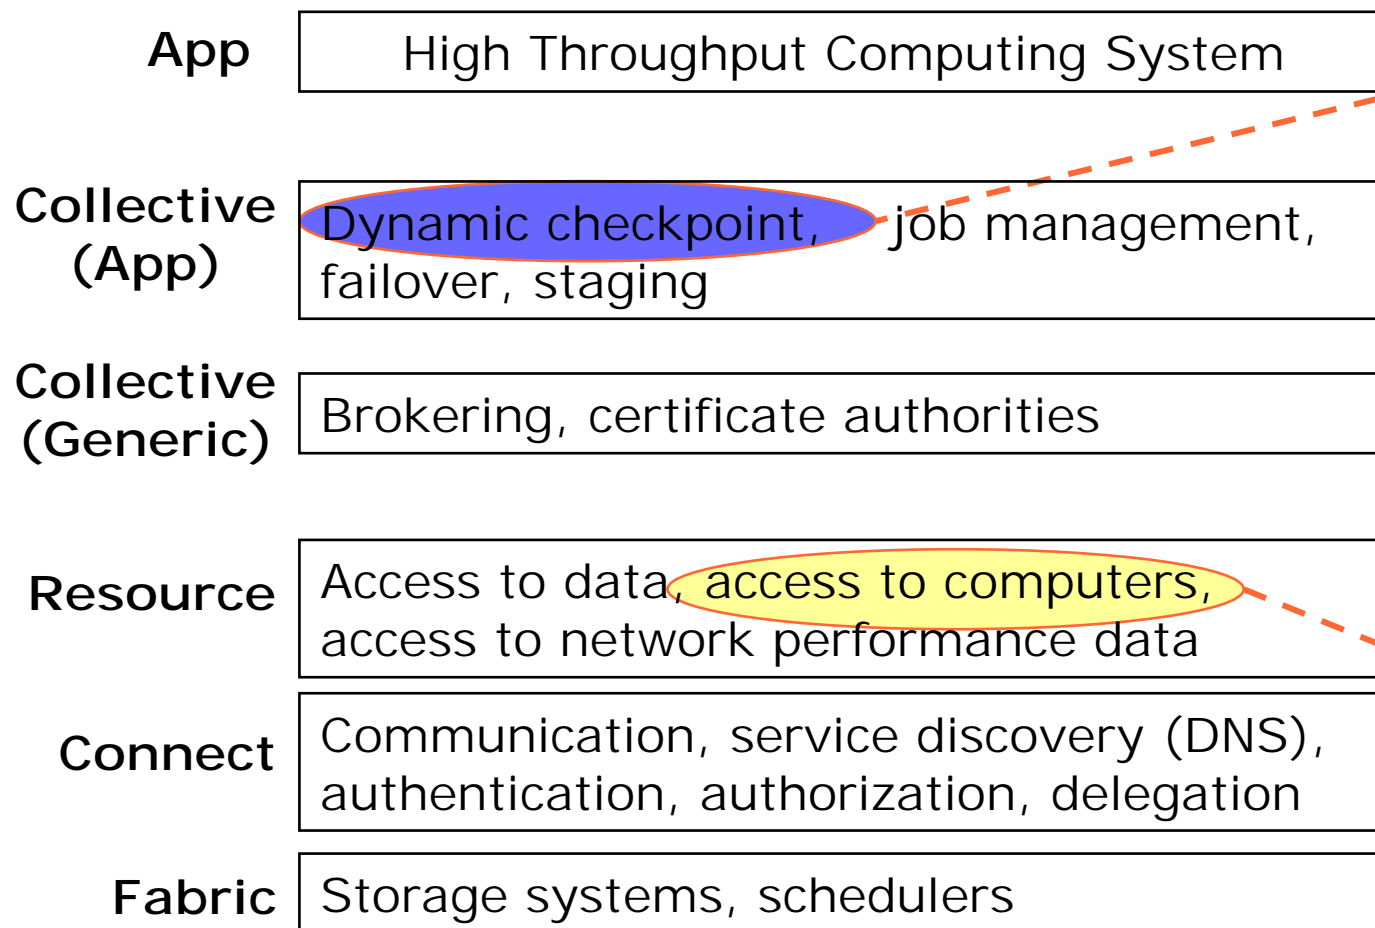 App
High Throughput Computing System
Collective
(App)
Dynamic checkpoint, job management,
failover, staging
Collective
(Generic)
Brokering, certificate authorities
Resource
Access to data, access to computers,
access to network performance data
Connect
Communication, service discovery (DNS),
authentication, authorization, delegation
Fabric
Storage systems, schedulers